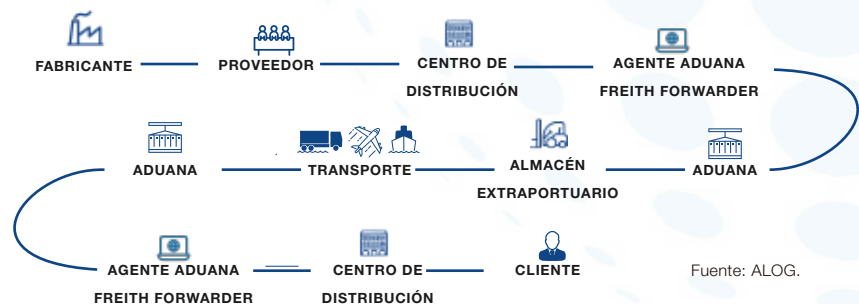 FABRICANTE
PROVEEDOR
CENTRO DE
DISTRIBUCIÓN
AGENTE ADUANA
FREITH FORWARDER
ADUANA
TRANSPORTE
ALMACÉN
EXTRAPORTUARIO
ADUANA
AGENTE ADUANA
FREITH FORWARDER
CENTRO DE
DISTRIBUCIÓN
CLIENTE
Fuente: ALOG.